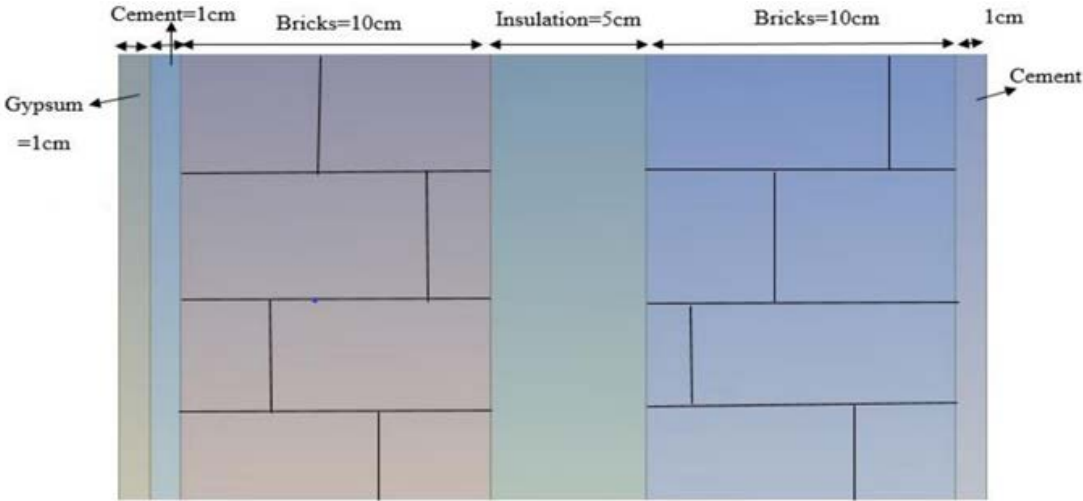 Cement=1cm
Bricks=10cm
Insulation=5cm
Bricks=10cm
1cm
Gypsum
=1cm
Cement